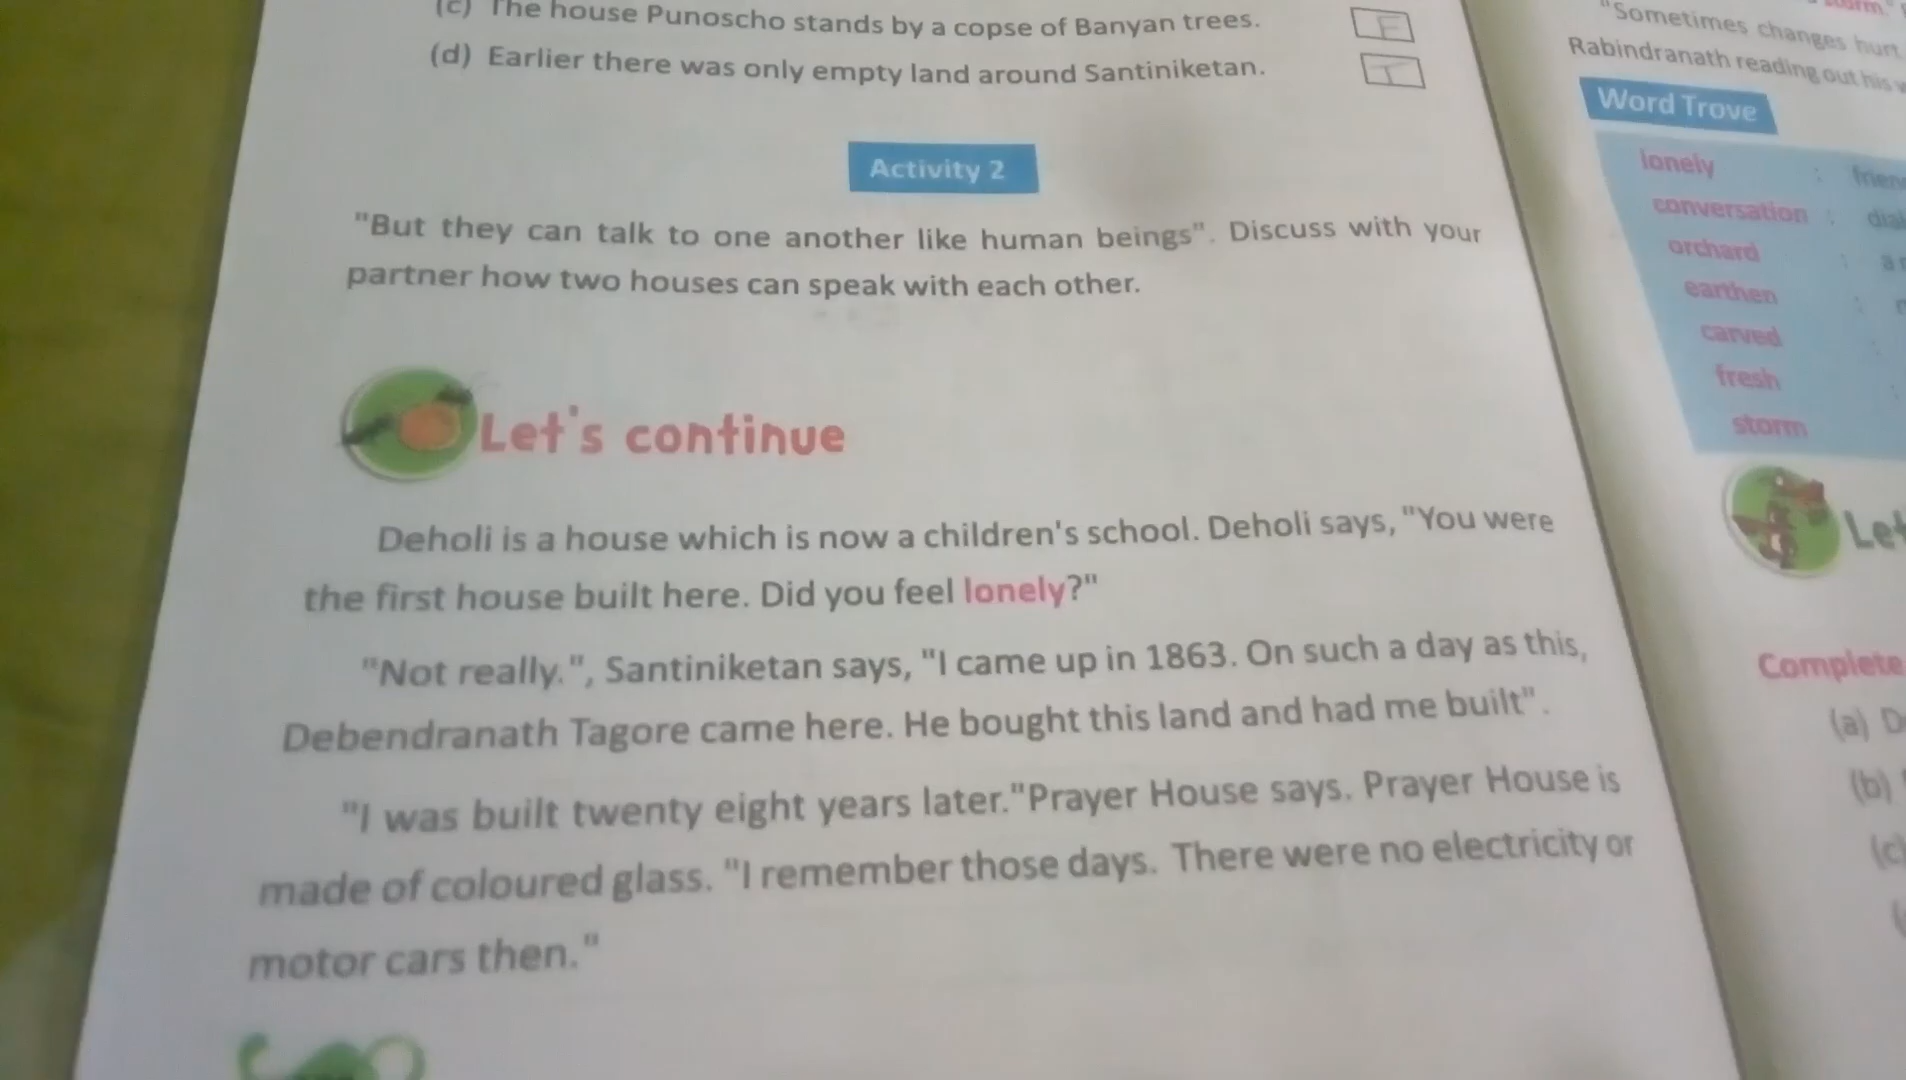 (c) The house Punoscho stands by a copse of Banyan trees. F
(d) Earlier there was only empty land around Santiniketan. T
Activity 2
"But they can talk to one another like human beings". Discuss with your
partner how two houses can speak with each other.
Let's continue
Deholi is a house which is now a children's school. Deholi says, "You were
the first house built here. Did you feel lonely?"
"Not really.", Santiniketan says, "I came up in 1863. On such a day as this,
Debendranath Tagore came here. He bought this land and had me built".
"I was built twenty eight years later."Prayer House says. Prayer House is
made of coloured glass. "I remember those days. There were no electricity or
motor cars then."
"Sometimes changes hurt
Rabindranath reading out his
Word Trove
lonely :
conversation :
orchard :
earthen :
carved :
fresh :
storm
Complete
(a)
(b)